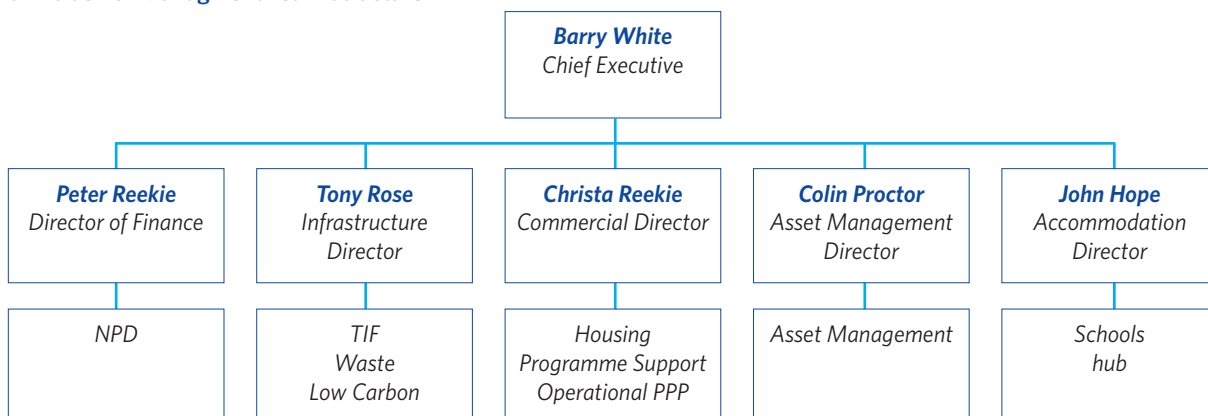 Barry White
Chief Executive
Peter Reekie
Director of Finance
Tony Rose
Infrastructure
Director
Christa Reekie
Commercial Director
Colin Proctor
Asset Management
Director
John Hope
Accommodation
Director
NPD
TIF
Waste
Low Carbon
Housing
Programme Support
Operational PPP
Asset Management
Schools
hub